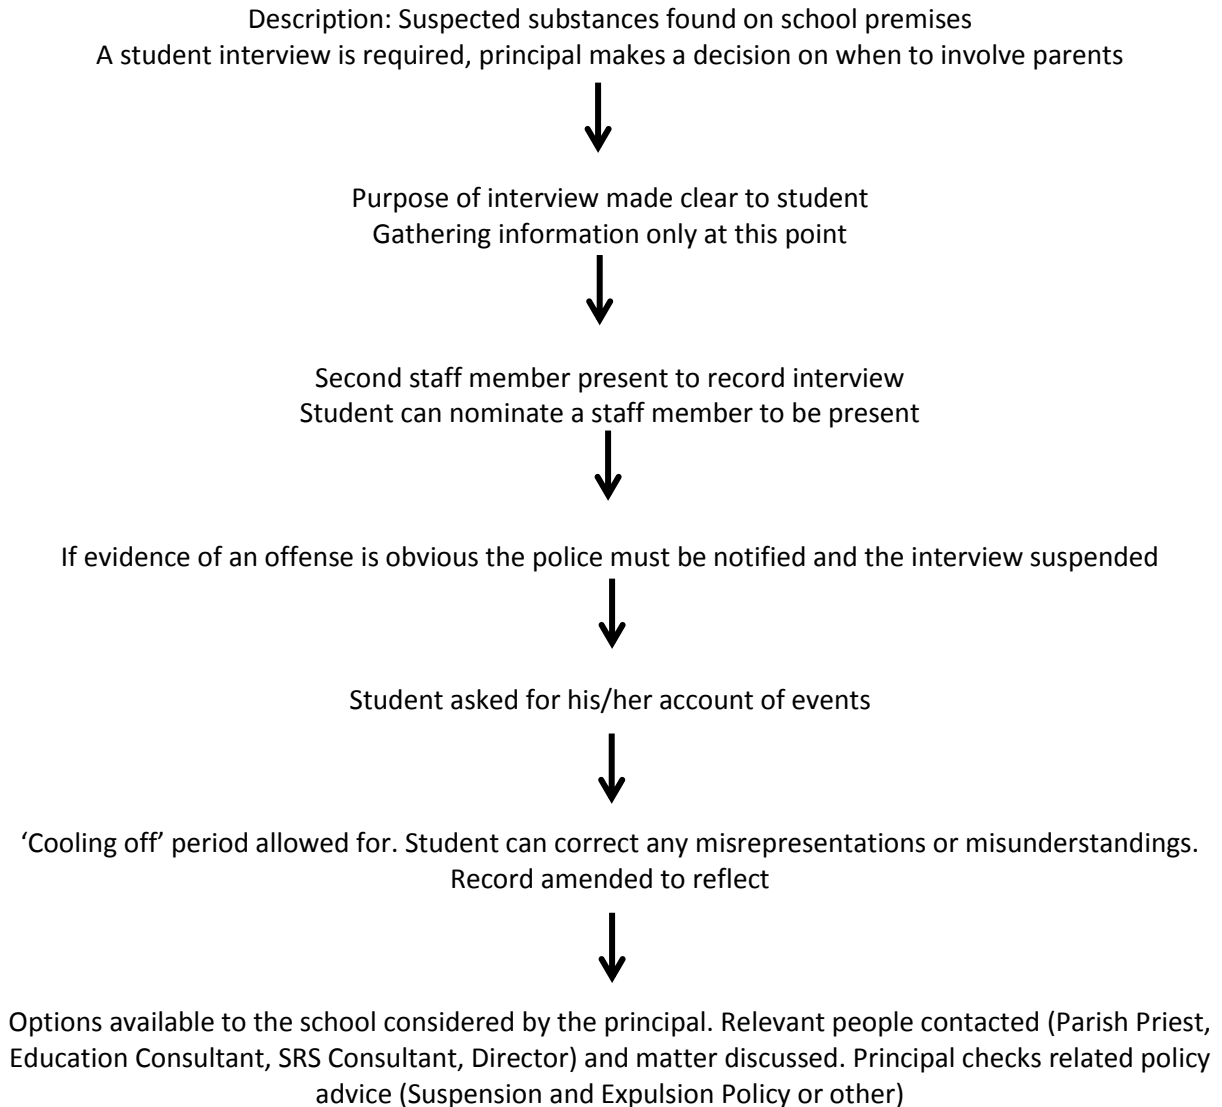 Description: Suspected substances found on school premises
A student interview is required, principal makes a decision on when to involve parents
Purpose of interview made clear to student
Gathering information only at this point
Second staff member present to record interview
Student can nominate a staff member to be present
If evidence of an offense is obvious the police must be notified and the interview suspended
Student asked for his/her account of events
‘Cooling off’ period allowed for. Student can correct any misrepresentations or misunderstandings.
Record amended to reflect
Options available to the school considered by the principal. Relevant people contacted (Parish Priest,
Education Consultant, SRS Consultant, Director) and matter discussed. Principal checks related policy
advice (Suspension and Expulsion Policy or other)